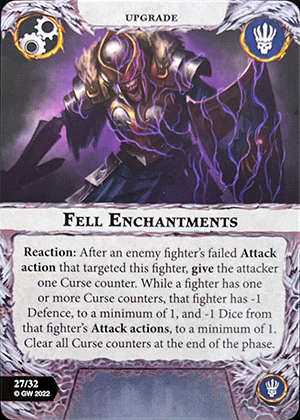 UPGRADE
FELL ENCHANTMENTS
Reaction: After an enemy fighter's failed Attack
action that targeted this fighter, give the attacker
one Curse counter. While a fighter has one
or more Curse counters, that fighter has -1
Defence, to a minimum of 1, and -1 Dice from
that fighter's Attack actions, to a minimum of 1.
Clear all Curse counters at the end of the phase.
27/32
© GW 2022